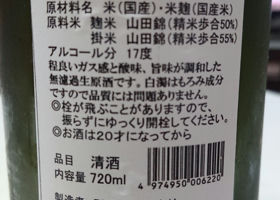 原材料名　米(国産)・米麹(国産米)
原料米　麹米　山田錦(精米歩合50%)
掛米　山田錦(精米歩合55%)
アルコール分　17度
程良いガス感と酸味、旨味が調和した
無濾過生原酒です。白濁はもろみ成分で
すので品質には問題ありません。
◎栓が飛ぶことがありますので、
振らずにゆっくり開栓してください。
◎お酒は20才になってから
品目　清酒
内容量　720ml
4 974950 006220
製造者